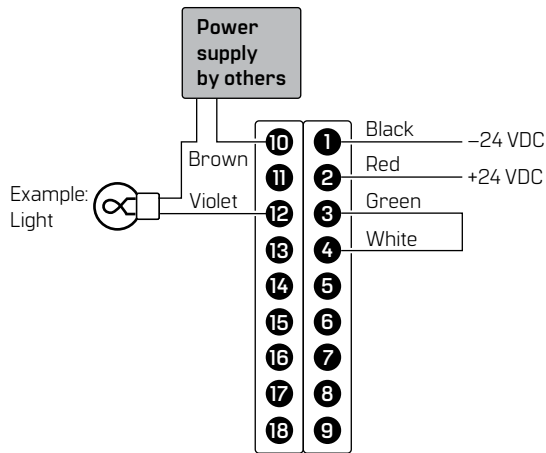 Power
supply
by others
Black
–24 VDC
Brown
Red
+24 VDC
Example:
Light
Violet
Green
White
10 1
11 2
12 3
13 4
14 5
15 6
16 7
17 8
18 9